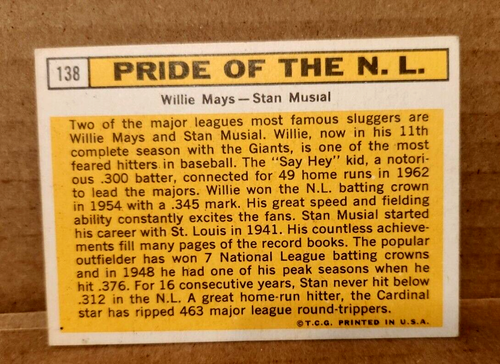 138
PRIDE OF THE N. L.
Willie Mays — Stan Musial
Two of the major leagues most famous sluggers are
Willie Mays and Stan Musial. Willie, now in his 11th
complete season with the Giants, is one of the most
feared hitters in baseball. The "Say Hey" kid, a notori-
ous .300 batter, connected for 49 home runs in 1962
to lead the majors. Willie won the N.L. batting crown
in 1954 with a .345 mark. His great speed and fielding
ability constantly excites the fans. Stan Musial started
his career with St. Louis in 1941. His countless achieve-
ments fill many pages of the record books. The popular
outfielder has won 7 National League batting crowns
and in 1948 he had one of his peak seasons when he
hit .376. For 16 consecutive years, Stan never hit below
.312 in the N.L. A great home-run hitter, the Cardinal
star has ripped 463 major league round-trippers.
©T.C.G. PRINTED IN U.S.A.